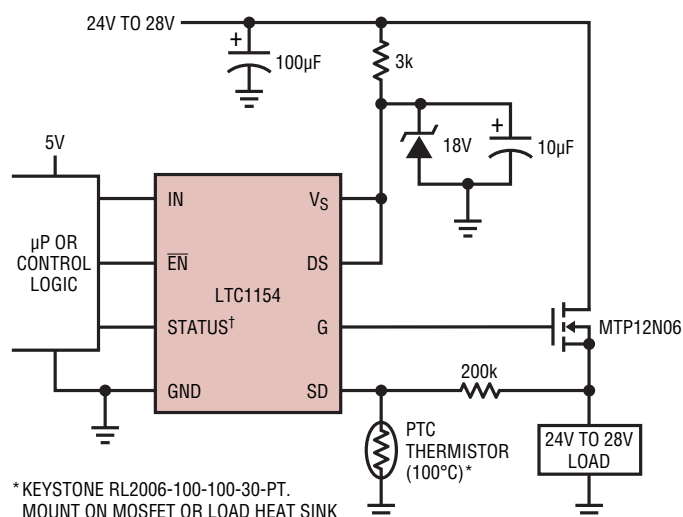 24V TO 28V
+
100µF
3k
5V
18V
+
10µF
IN
VS
µP OR
CONTROL
LOGIC
EN
DS
LTC1154
STATUS†
G
MTP12N06
200k
GND
SD
PTC
THERMISTOR
(100°C)*
24V TO 28V
LOAD
*KEYSTONE RL2006-100-100-30-PT.
MOUNT ON MOSFET OR LOAD HEAT SINK